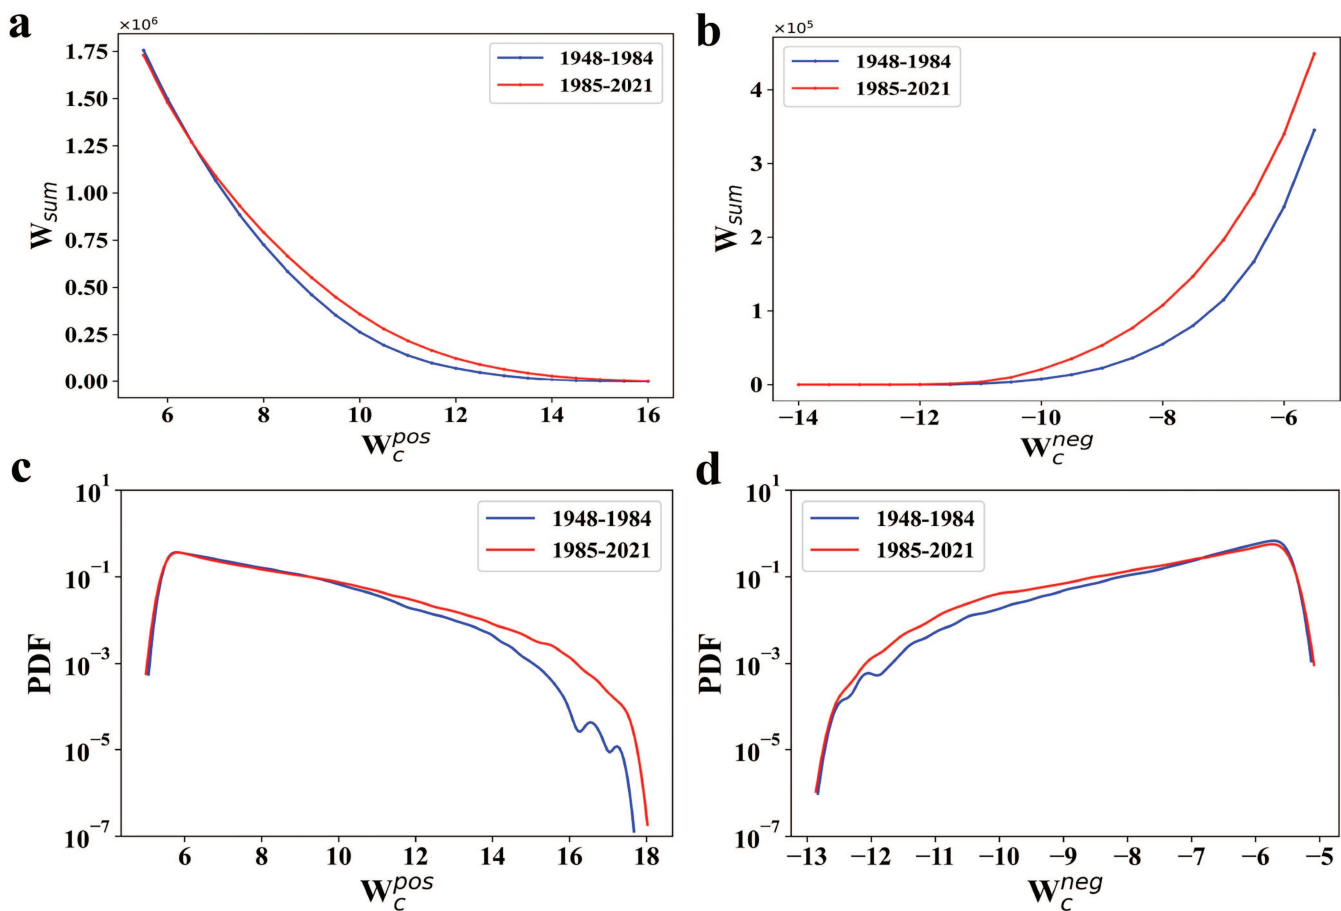 a
×10⁶
1948-1984
1985-2021
1.75
1.50
1.25
1.00
0.75
0.50
0.25
0.00
W_sum
6 8 10 12 14 16
W_c^pos
b
×10⁵
1948-1984
1985-2021
4
3
2
1
0
W_sum
−14 −12 −10 −8 −6
W_c^neg
c
1948-1984
1985-2021
10¹
10⁻¹
10⁻³
10⁻⁵
10⁻⁷
PDF
6 8 10 12 14 16 18
W_c^pos
d
1948-1984
1985-2021
10¹
10⁻¹
10⁻³
10⁻⁵
10⁻⁷
PDF
−13 −12 −11 −10 −9 −8 −7 −6 −5
W_c^neg